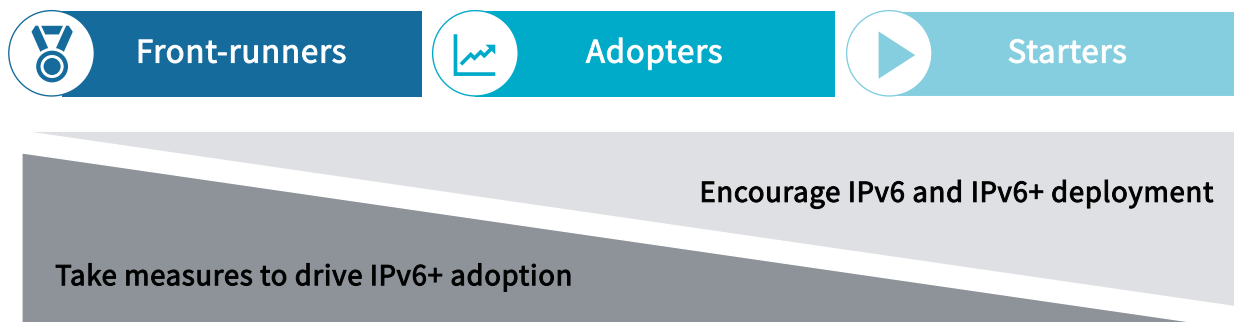 Front-runners
Adopters
Starters
Encourage IPv6 and IPv6+ deployment
Take measures to drive IPv6+ adoption